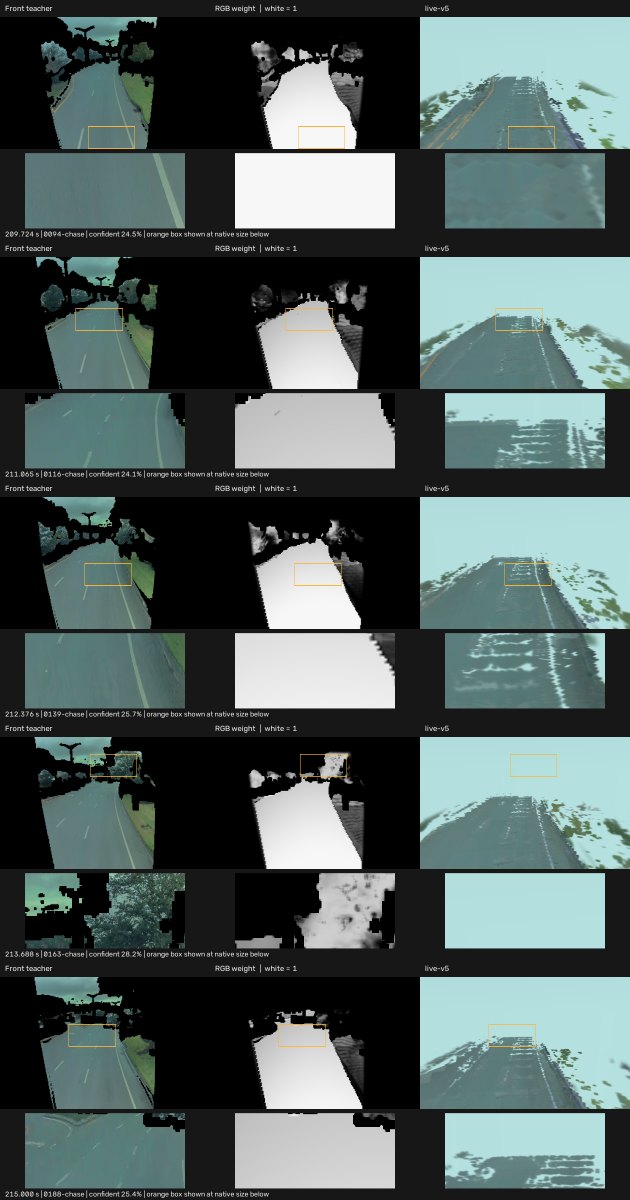 Front teacher RGB weight | white = 1 live-v5
209.724 s | 0094-chase | confident 24.5% | orange box shown at native size below
Front teacher RGB weight | white = 1 live-v5
211.065 s | 0116-chase | confident 24.1% | orange box shown at native size below
Front teacher RGB weight | white = 1 live-v5
212.376 s | 0139-chase | confident 25.7% | orange box shown at native size below
Front teacher RGB weight | white = 1 live-v5
213.688 s | 0163-chase | confident 28.2% | orange box shown at native size below
Front teacher RGB weight | white = 1 live-v5
215.000 s | 0188-chase | confident 25.4% | orange box shown at native size below